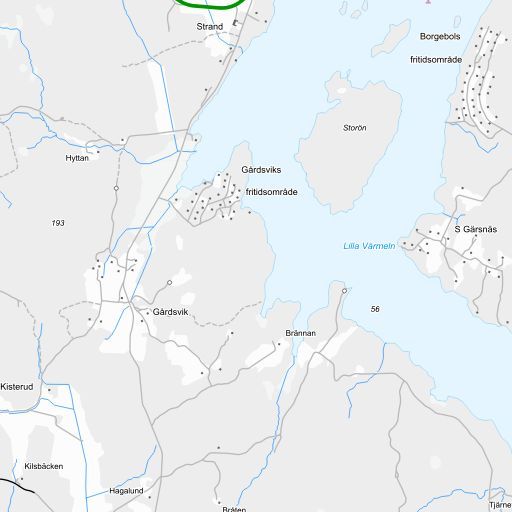 Strand
Borgebols
fritidsområde
Storön
Hyttan
Gårdsviks
fritidsområde
193
S Gärsnäs
Lilla Värmeln
Gårdsvik
56
Brännan
Kisterud
Kilsbäcken
Hagalund
Bråten
Tjärne